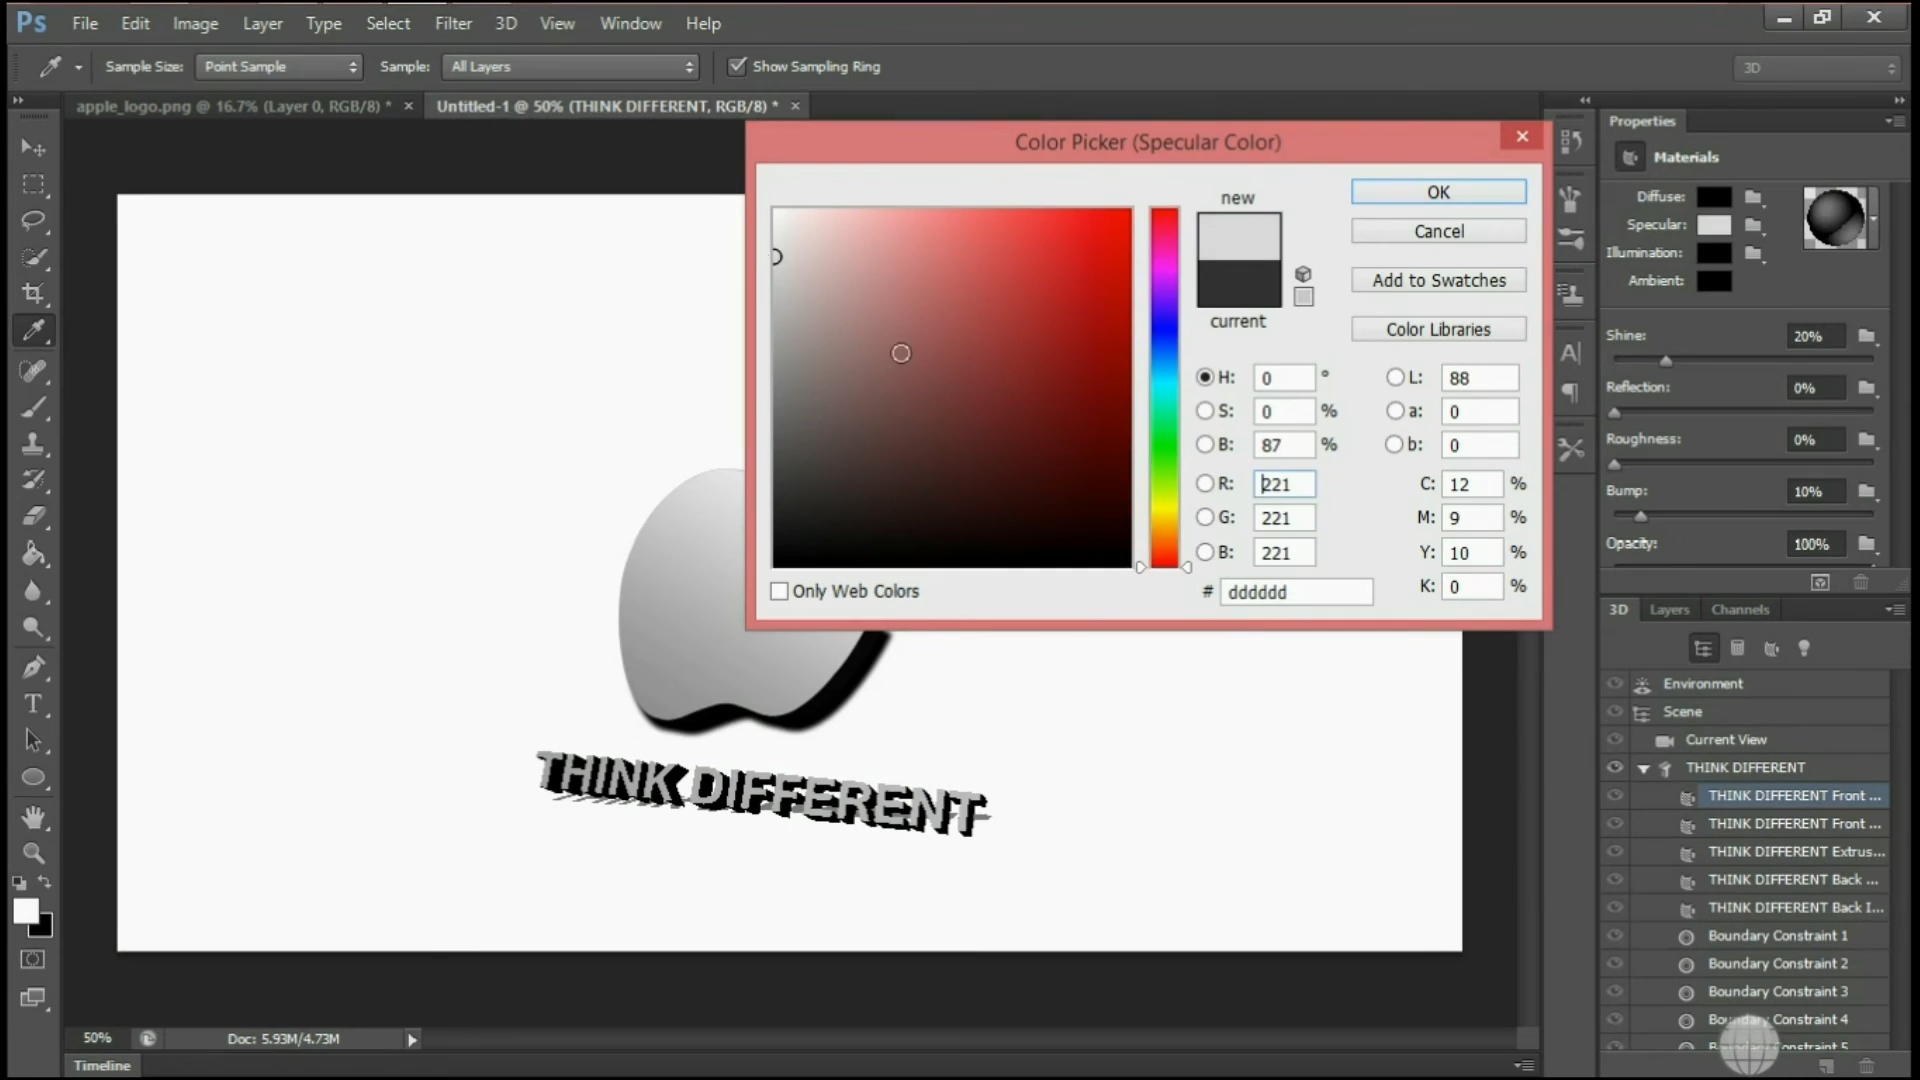 Ps File Edit Image Layer Type Select Filter 3D View Window Help
Sample Size: Point Sample Sample: All Layers Show Sampling Ring 3D
apple_logo.png @ 16.7% (Layer 0, RGB/8) * × Untitled-1 @ 50% (THINK DIFFERENT, RGB/8) * ×
Color Picker (Specular Color)
new
current
OK
Cancel
Add to Swatches
Color Libraries
H: 0 ° L: 88
S: 0 % a: 0
B: 87 % b: 0
R: 221 C: 12 %
G: 221 M: 9 %
B: 221 Y: 10 %
# dddddd K: 0 %
Only Web Colors
THINK DIFFERENT
Properties
Materials
Diffuse:
Specular:
Illumination:
Ambient:
Shine: 20%
Reflection: 0%
Roughness: 0%
Bump: 10%
Opacity: 100%
3D Layers Channels
Environment
Scene
Current View
THINK DIFFERENT
THINK DIFFERENT Front ...
THINK DIFFERENT Front ...
THINK DIFFERENT Extrus...
THINK DIFFERENT Back ...
THINK DIFFERENT Back I...
Boundary Constraint 1
Boundary Constraint 2
Boundary Constraint 3
Boundary Constraint 4
Constraint 5
50% Doc: 5.93M/4.73M
Timeline